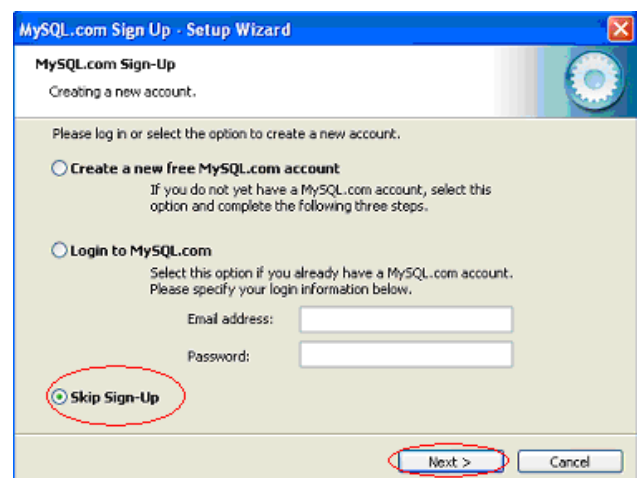 MySQL.com Sign Up - Setup Wizard
MySQL.com Sign-Up
Creating a new account.
Please log in or select the option to create a new account.
Create a new free MySQL.com account
If you do not yet have a MySQL.com account, select this
option and complete the following three steps.
Login to MySQL.com
Select this option if you already have a MySQL.com account.
Please specify your login information below.
Email address:
Password:
Skip Sign-Up
Next >
Cancel